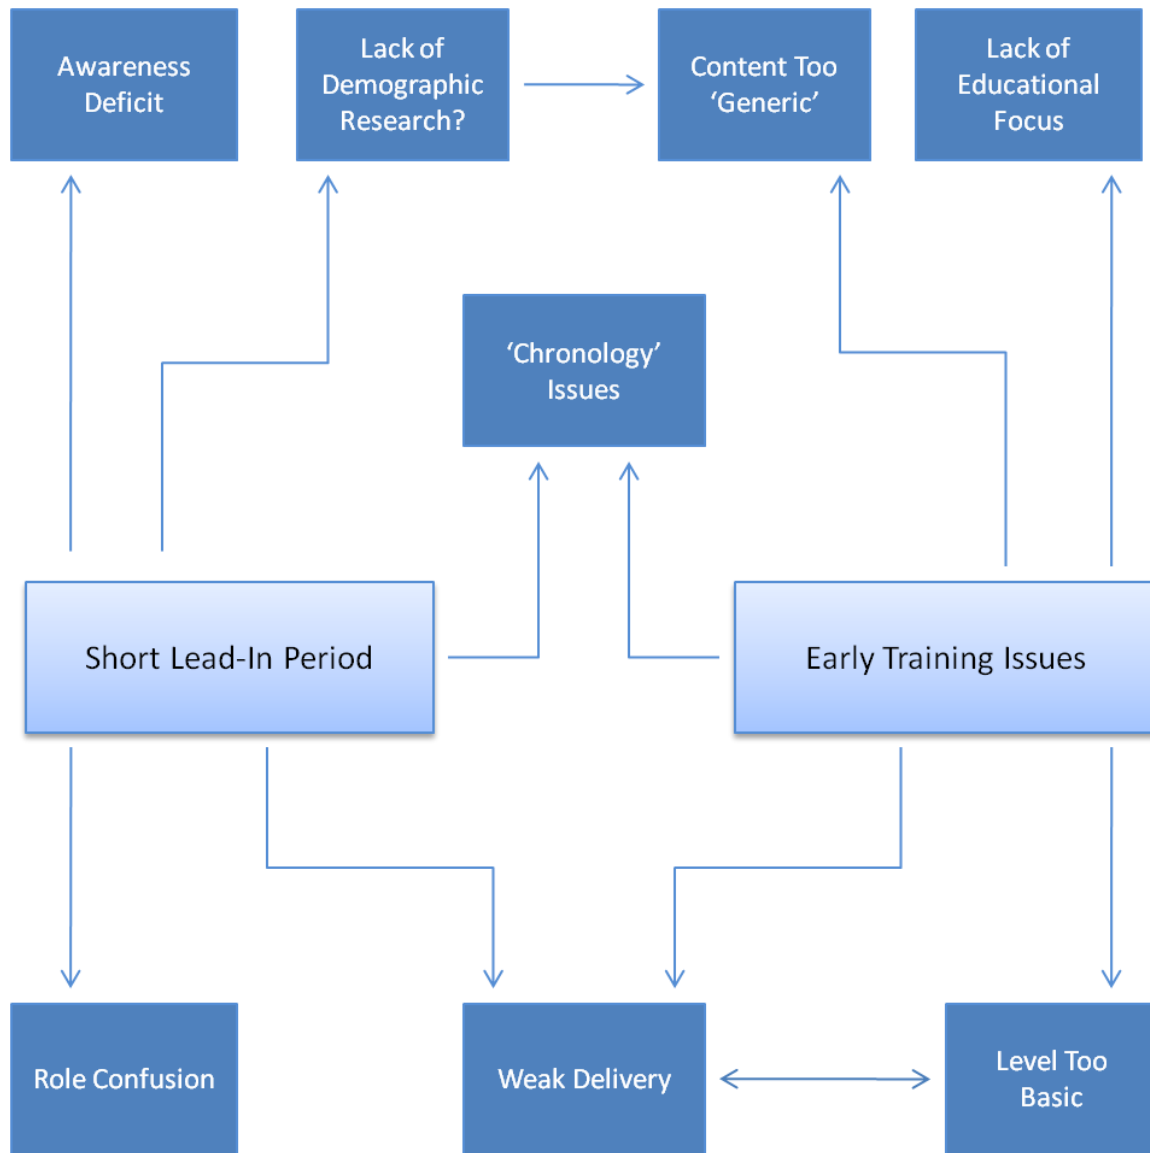 Awareness
Deficit
Lack of
Demographic
Research?
Content Too
‘Generic’
Lack of
Educational
Focus
‘Chronology’
Issues
Short Lead-In Period
Early Training Issues
Role Confusion
Weak Delivery
Level Too
Basic